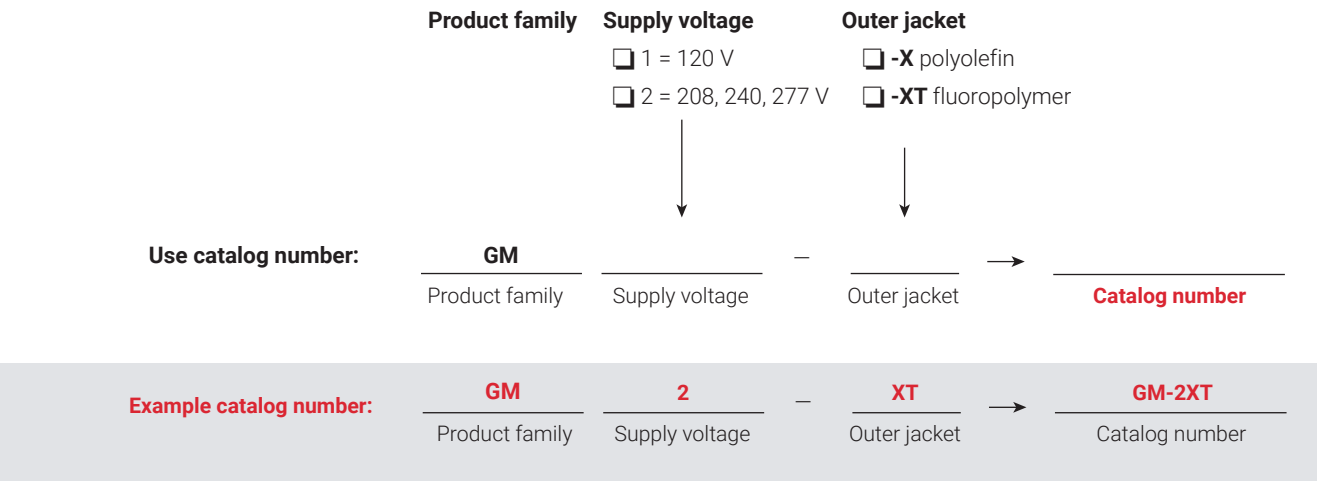 Product family Supply voltage Outer jacket
❏ 1 = 120 V ❏ -X polyolefin
❏ 2 = 208, 240, 277 V ❏ -XT fluoropolymer
Use catalog number: GM –
Product family Supply voltage Outer jacket Catalog number
Example catalog number: GM 2 – XT GM-2XT
Product family Supply voltage Outer jacket Catalog number